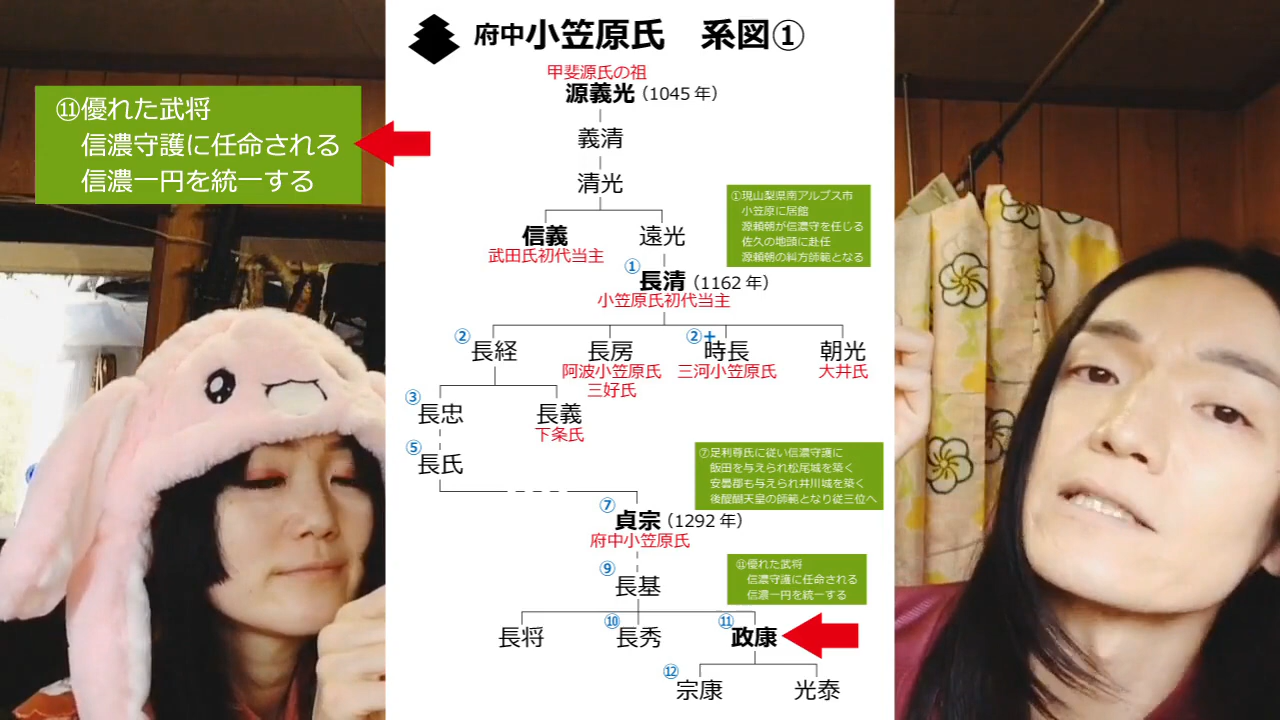 ⑪優れた武将
信濃守護に任命される
信濃一円を統一する
府中小笠原氏 系図①
甲斐源氏の祖
源義光（1045年）
義清
清光
信義 遠光
武田氏初代当主
①現山梨県南アルプス市
小笠原に居館
源頼朝が信濃守を任じる
佐久の地頭に赴任
源頼朝の糾方師範となる
①長清（1162年）
小笠原氏初代当主
②長経 長房 ②+時長 朝光
阿波小笠原氏 三河小笠原氏 大井氏
三好氏
③長忠 長義
下条氏
⑤長氏
⑦足利尊氏に従い信濃守護に
飯田を与えられ松尾城を築く
安曇郡も与えられ井川城を築く
後醍醐天皇の師範となり従三位へ
⑦貞宗（1292年）
府中小笠原氏
⑨長基
⑪優れた武将
信濃守護に任命される
信濃一円を統一する
長将 ⑩長秀 ⑪政康
⑫宗康 光泰